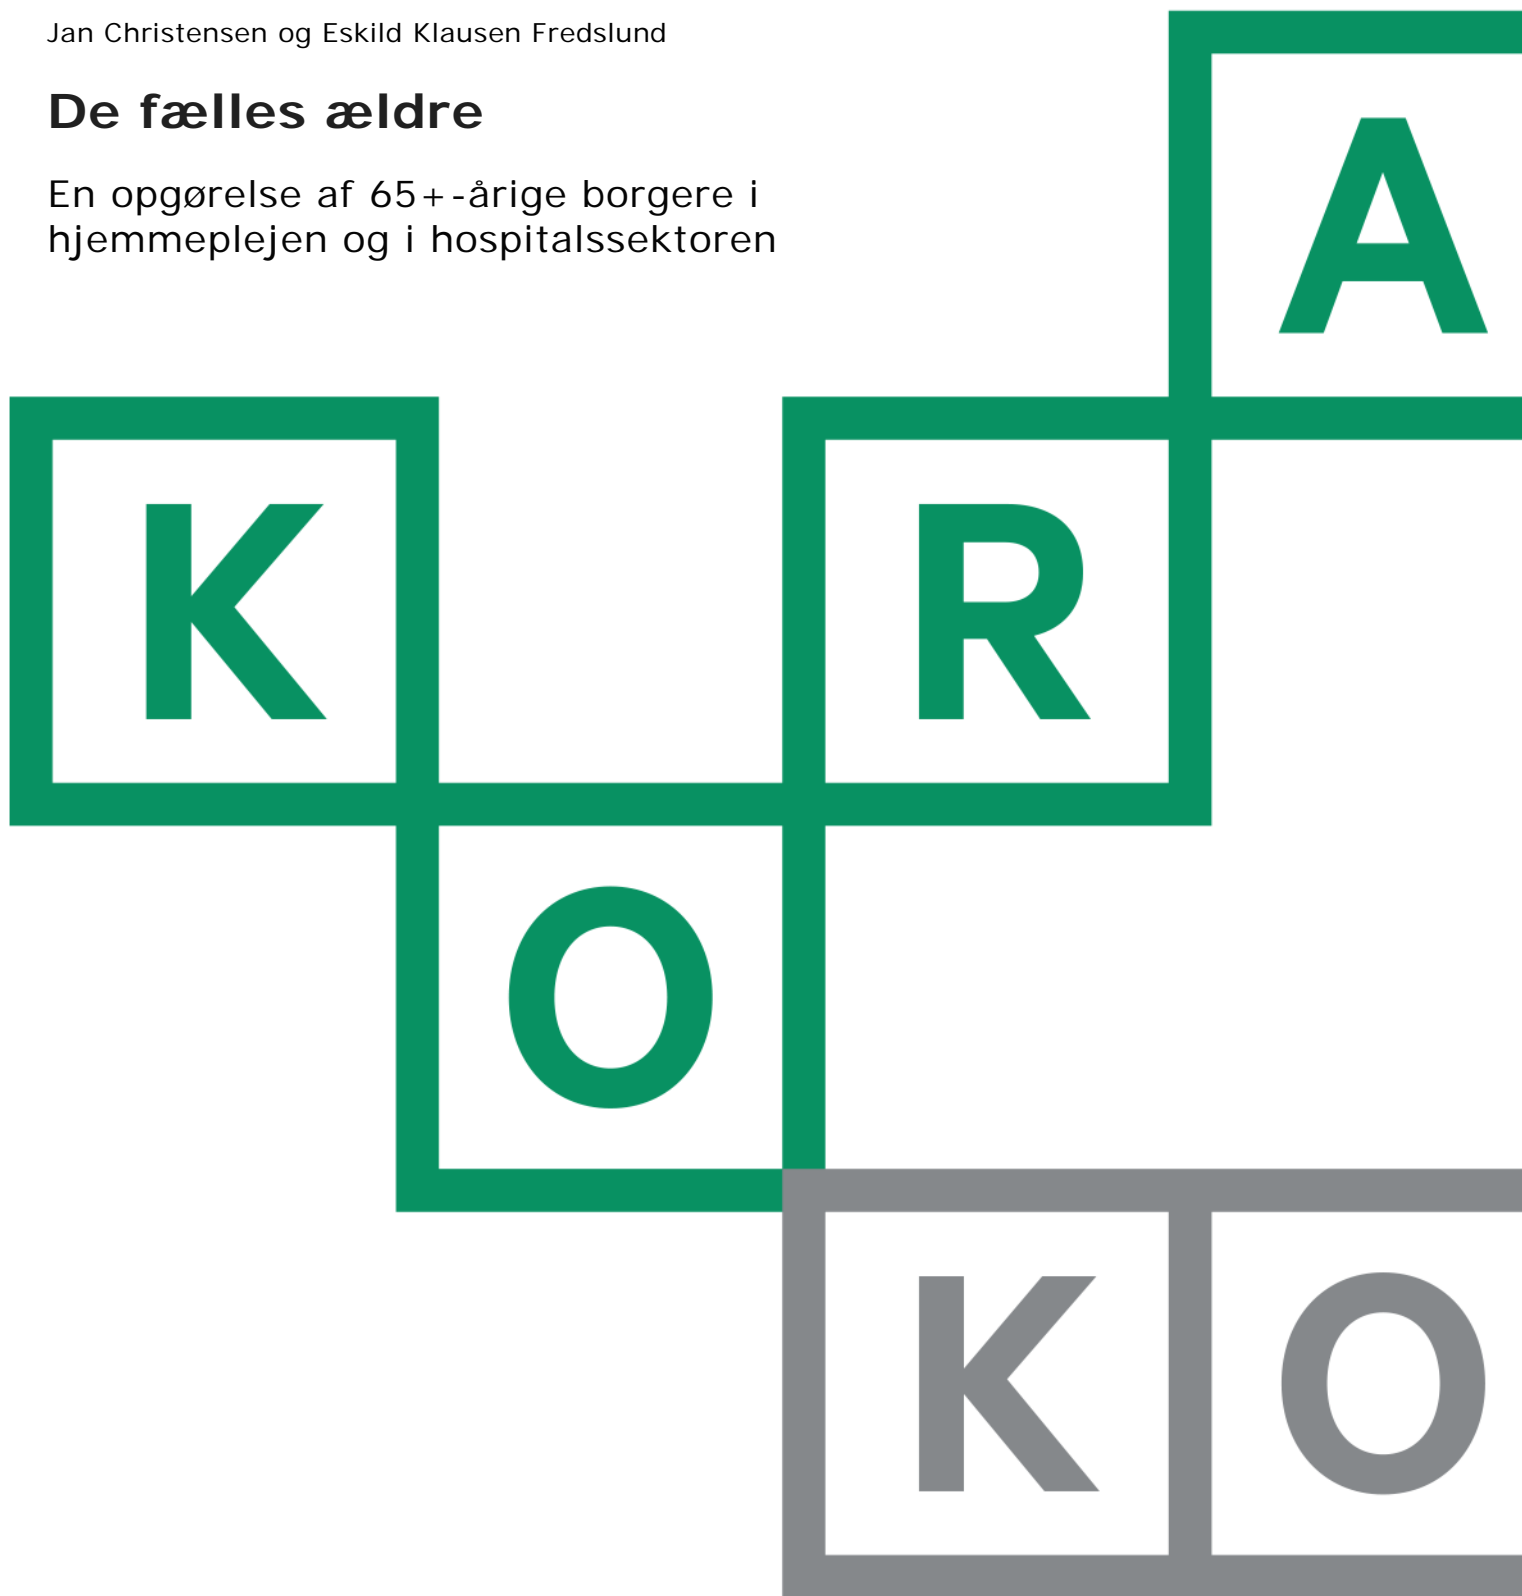 Jan Christensen og Eskild Klausen Fredslund
De fælles ældre
En opgørelse af 65+-årige borgere i
hjemmeplejen og i hospitalssektoren
A
K R
O
K O